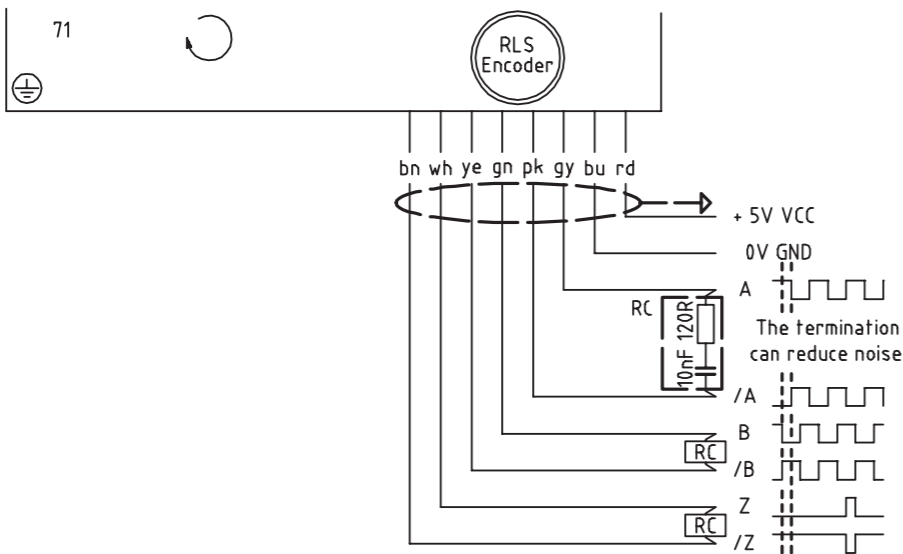 71
RLS
Encoder
bn wh ye gn pk gy bu rd
+ 5V VCC
0V GND
A
RC
120R
10nF
The termination
can reduce noise
/A
B
RC
/B
Z
RC
/Z